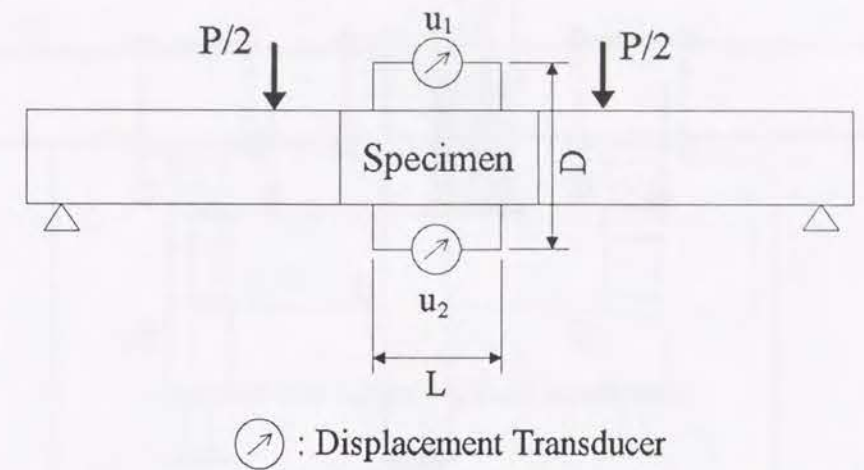 u₁
P/2
P/2
Specimen
D
u₂
L
: Displacement Transducer